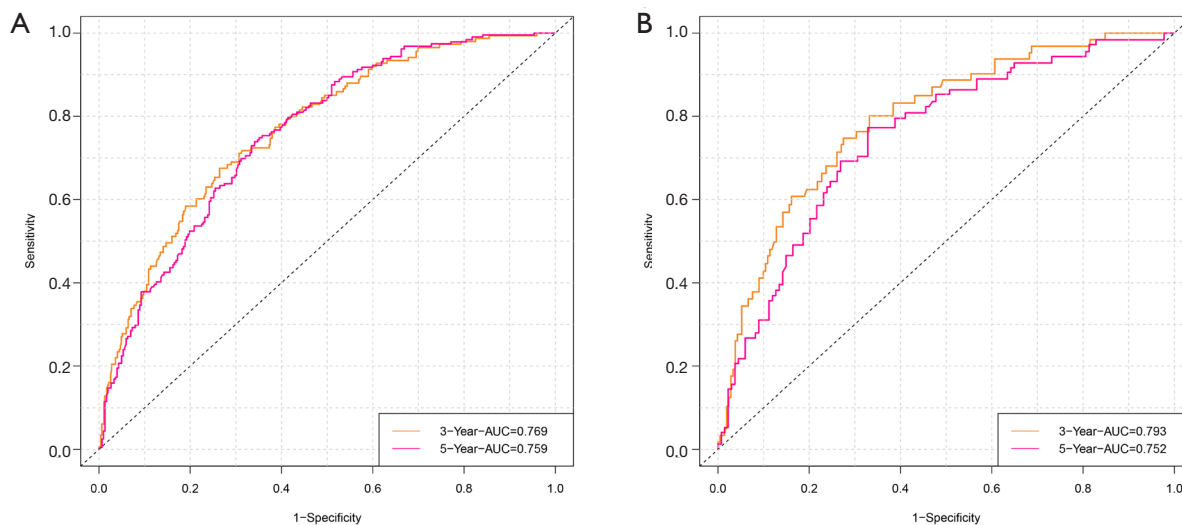 A
1.0
0.8
0.6
0.4
0.2
0.0
Sensitivity
0.0 0.2 0.4 0.6 0.8 1.0
1-Specificity
3-Year-AUC=0.769
5-Year-AUC=0.759
B
1.0
0.8
0.6
0.4
0.2
0.0
Sensitivity
0.0 0.2 0.4 0.6 0.8 1.0
1-Specificity
3-Year-AUC=0.793
5-Year-AUC=0.752